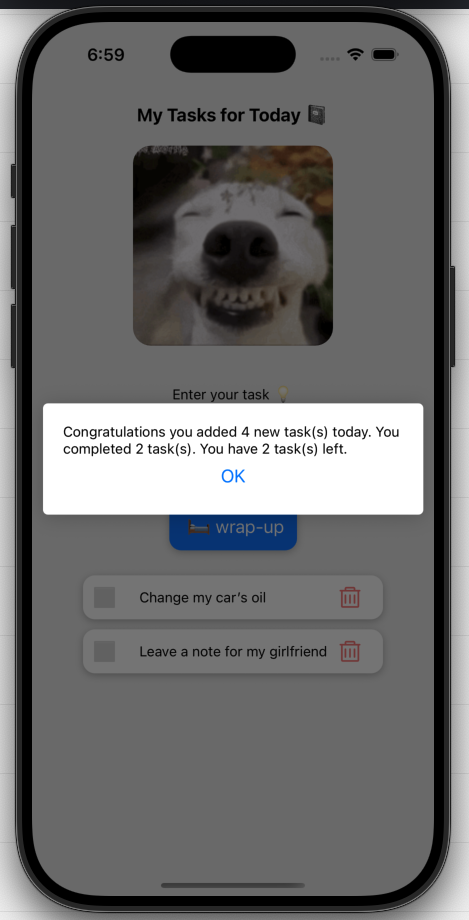 6:59
My Tasks for Today 📓
Enter your task 💡
Congratulations you added 4 new task(s) today. You
completed 2 task(s). You have 2 task(s) left.
OK
🛏️ wrap-up
Change my car's oil
Leave a note for my girlfriend